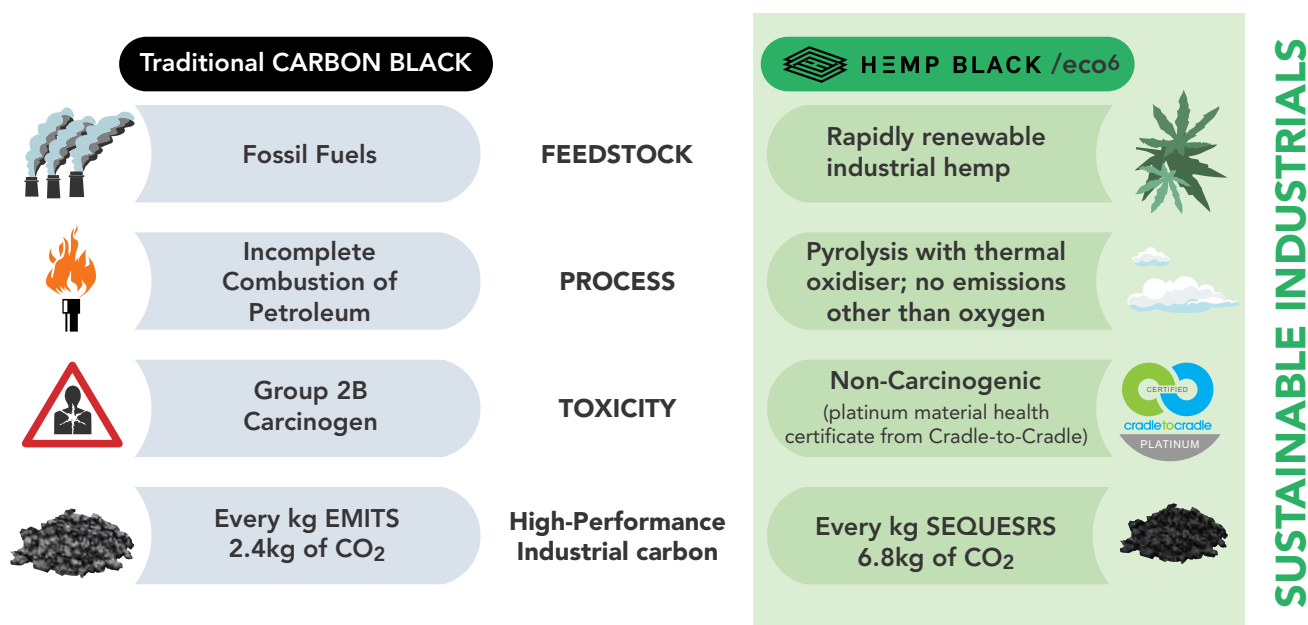 Traditional CARBON BLACK
HEMP BLACK /eco6
Fossil Fuels
FEEDSTOCK
Rapidly renewable
industrial hemp
Incomplete
Combustion of
Petroleum
PROCESS
Pyrolysis with thermal
oxidiser; no emissions
other than oxygen
Group 2B
Carcinogen
TOXICITY
Non-Carcinogenic
(platinum material health
certificate from Cradle-to-Cradle)
CERTIFIED
cradletocradle
PLATINUM
Every kg EMITS
2.4kg of CO2
High-Performance
Industrial carbon
Every kg SEQUESRS
6.8kg of CO2
SUSTAINABLE INDUSTRIALS